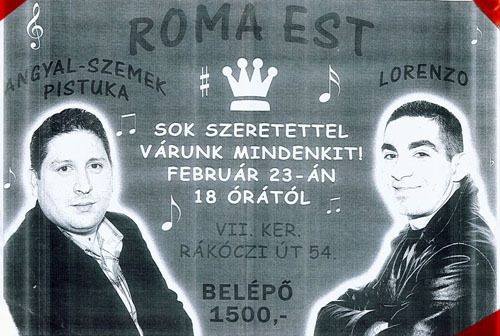 ROMA EST
ANGYAL-SZEMEK
PISTUKA
LORENZO
SOK SZERETETTEL
VÁRUNK MINDENKIT!
FEBRUÁR 23-ÁN
18 ÓRÁTÓL
VII. KER.
RÁKÓCZI ÚT 54.
BELÉPŐ
1500,-